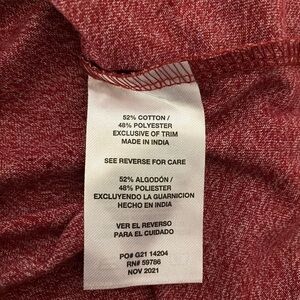 52% COTTON /
48% POLYESTER
EXCLUSIVE OF TRIM
MADE IN INDIA
SEE REVERSE FOR CARE
52% ALGODÓN /
48% POLIESTER
EXCLUYENDO LA GUARNICION
HECHO EN INDIA
VER EL REVERSO
PARA EL CUIDADO
PO# G21 14204
RN# 59786
NOV 2021